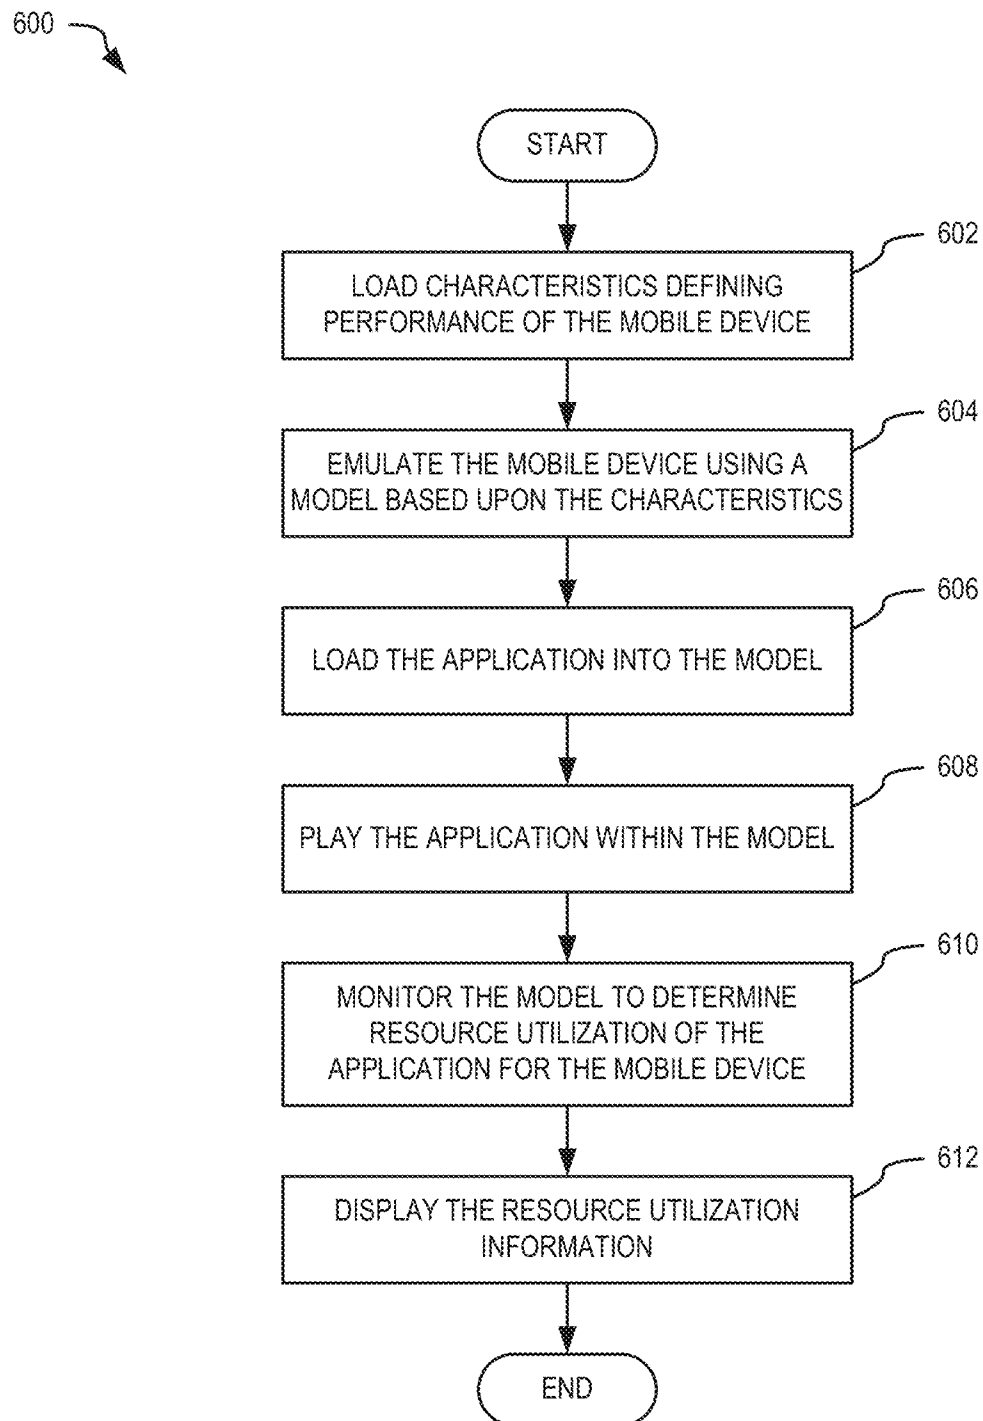 600
START
602
LOAD CHARACTERISTICS DEFINING
PERFORMANCE OF THE MOBILE DEVICE
604
EMULATE THE MOBILE DEVICE USING A
MODEL BASED UPON THE CHARACTERISTICS
606
LOAD THE APPLICATION INTO THE MODEL
608
PLAY THE APPLICATION WITHIN THE MODEL
610
MONITOR THE MODEL TO DETERMINE
RESOURCE UTILIZATION OF THE
APPLICATION FOR THE MOBILE DEVICE
612
DISPLAY THE RESOURCE UTILIZATION
INFORMATION
END